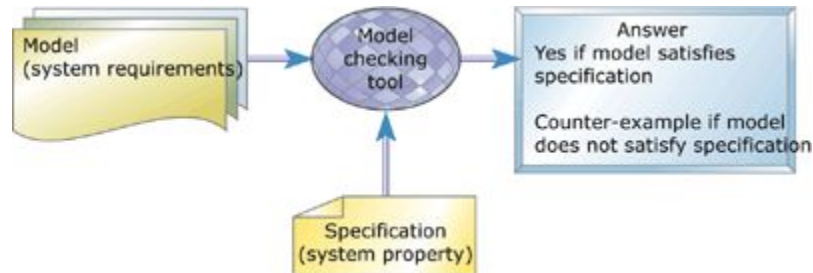 Model
(system requirements)
Model
checking
tool
Answer
Yes if model satisfies
specification
Counter-example if model
does not satisfy specification
Specification
(system property)